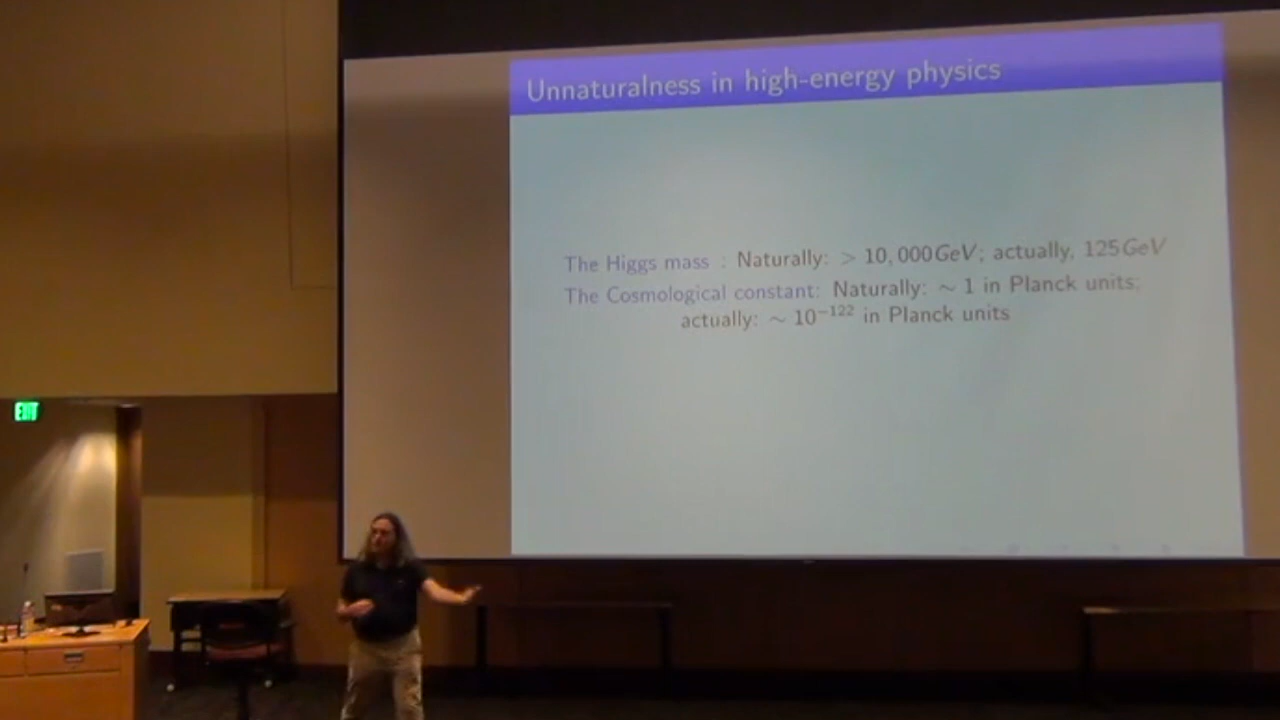 Unnaturalness in high-energy physics
The Higgs mass : Naturally: > 10, 000GeV; actually, 125GeV
The Cosmological constant: Naturally: ∼ 1 in Planck units;
actually: ∼ 10⁻¹²² in Planck units
EXIT